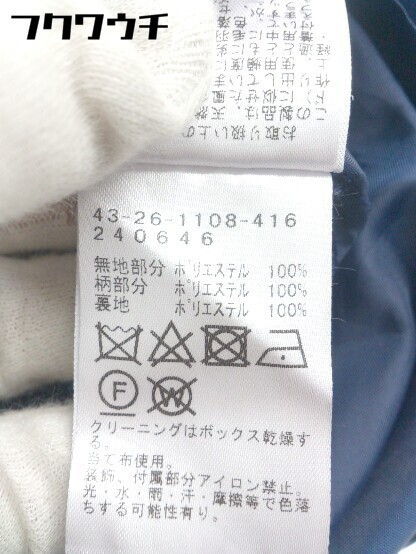 フクワウチ
お取り扱い上の
この製品は、天然
43-26-1108-416
240646
無地部分 ポリエステル 100%
柄部分 ポリエステル 100%
裏地 ポリエステル 100%
F
W
クリーニングはボックス乾燥す
る。
当て布使用。
装飾、付属部分アイロン禁止。
光・水・雨・汗・摩擦等で色落
ちする可能性有り。